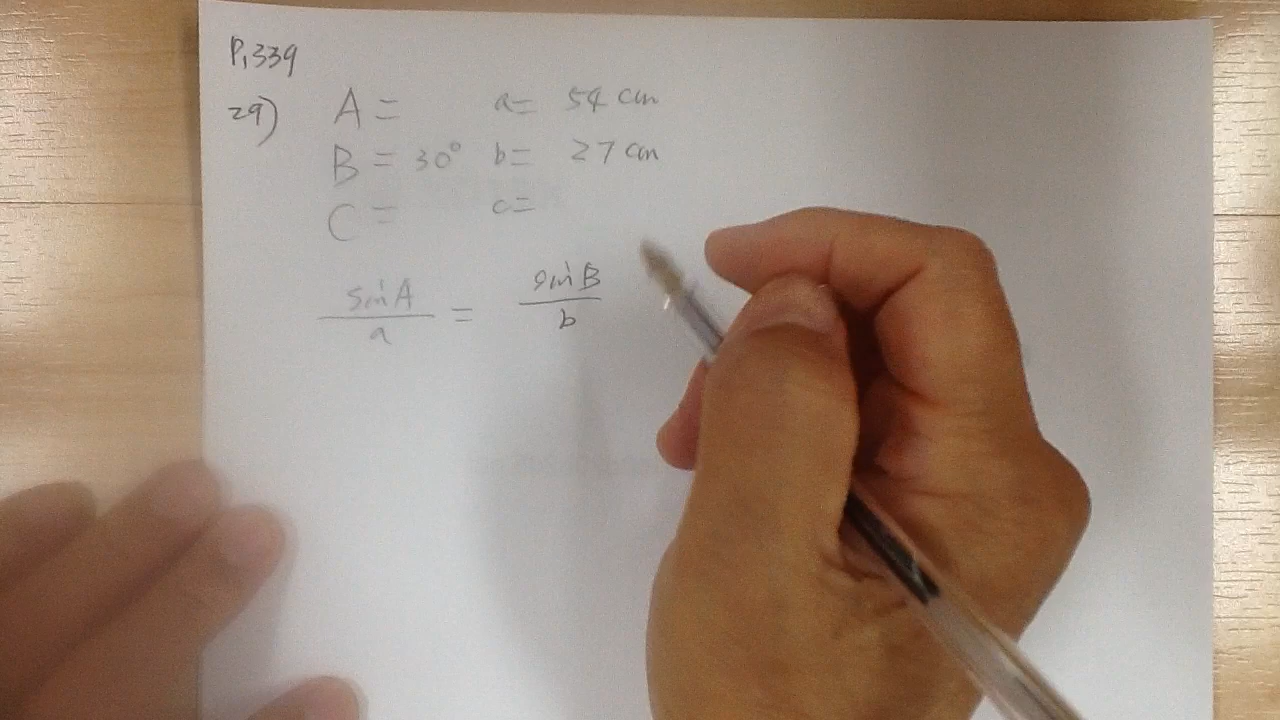 P,339
29) A = a = 54 cm
B = 30° b = 27 cm
C = c =
sin A / a = sin B / b